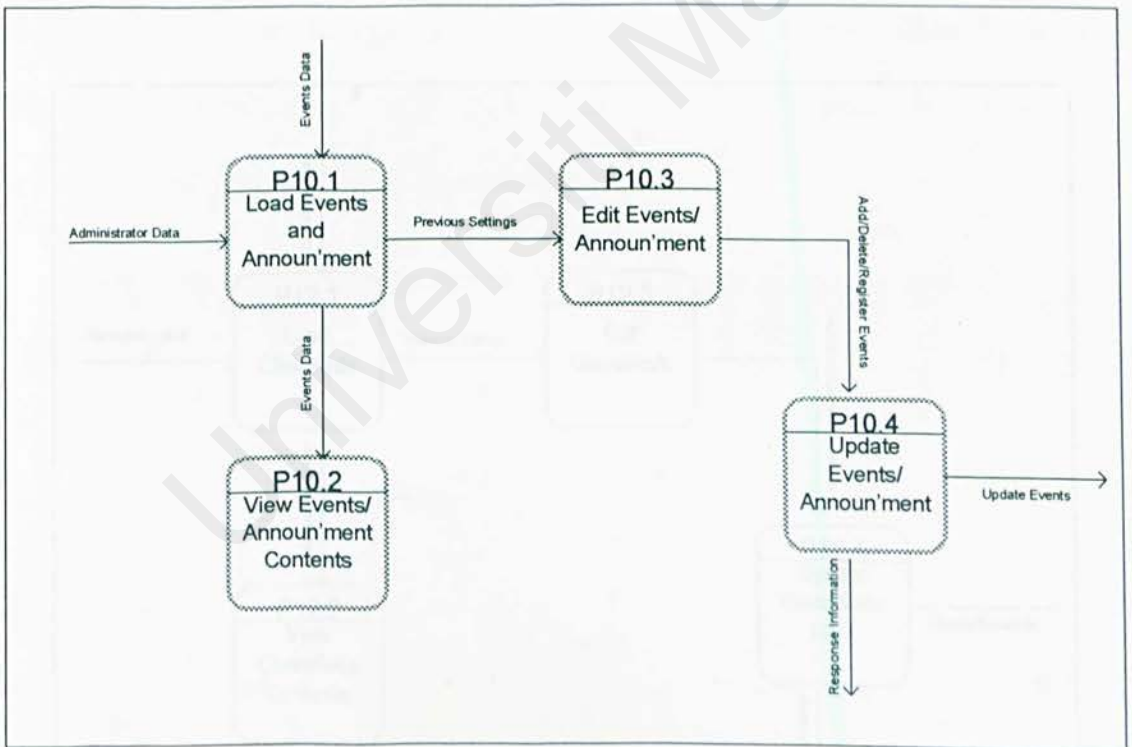 Events Data
P10.1
Load Events
and
Announ'ment
Administrator Data
Previous Settings
P10.3
Edit Events/
Announ'ment
Add/Delete/Register Events
Events Data
P10.2
View Events/
Announ'ment
Contents
P10.4
Update
Events/
Announ'ment
Update Events
Response Information
Universiti Ma